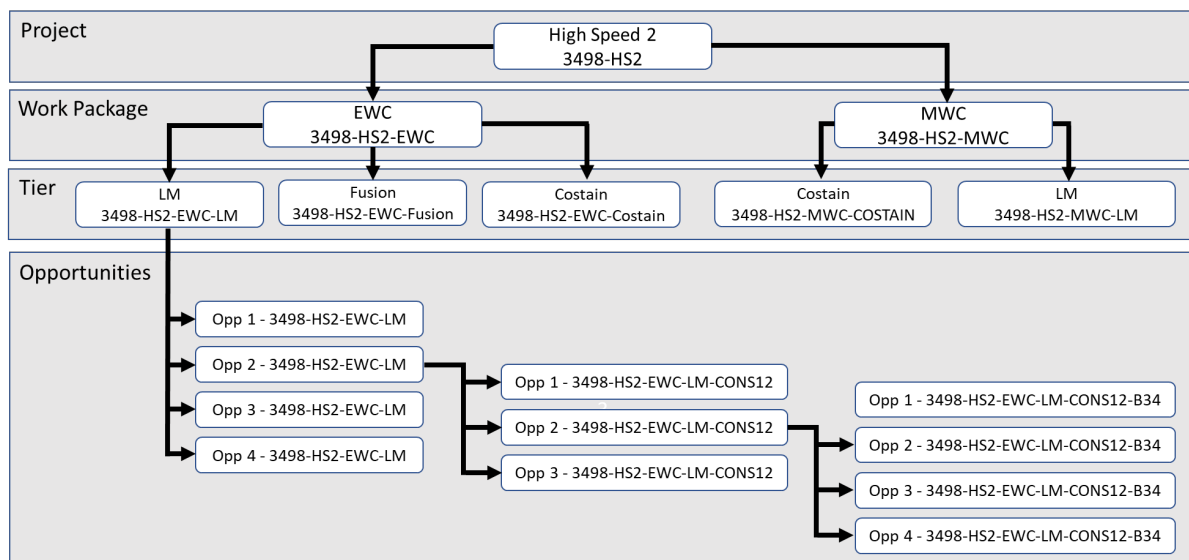 Project
High Speed 2
3498-HS2
Work Package
EWC
3498-HS2-EWC
MWC
3498-HS2-MWC
Tier
LM
3498-HS2-EWC-LM
Fusion
3498-HS2-EWC-Fusion
Costain
3498-HS2-EWC-Costain
Costain
3498-HS2-MWC-COSTAIN
LM
3498-HS2-MWC-LM
Opportunities
Opp 1 - 3498-HS2-EWC-LM
Opp 2 - 3498-HS2-EWC-LM
Opp 3 - 3498-HS2-EWC-LM
Opp 4 - 3498-HS2-EWC-LM
Opp 1 - 3498-HS2-EWC-LM-CONS12
Opp 2 - 3498-HS2-EWC-LM-CONS12
Opp 3 - 3498-HS2-EWC-LM-CONS12
Opp 1 - 3498-HS2-EWC-LM-CONS12-B34
Opp 2 - 3498-HS2-EWC-LM-CONS12-B34
Opp 3 - 3498-HS2-EWC-LM-CONS12-B34
Opp 4 - 3498-HS2-EWC-LM-CONS12-B34